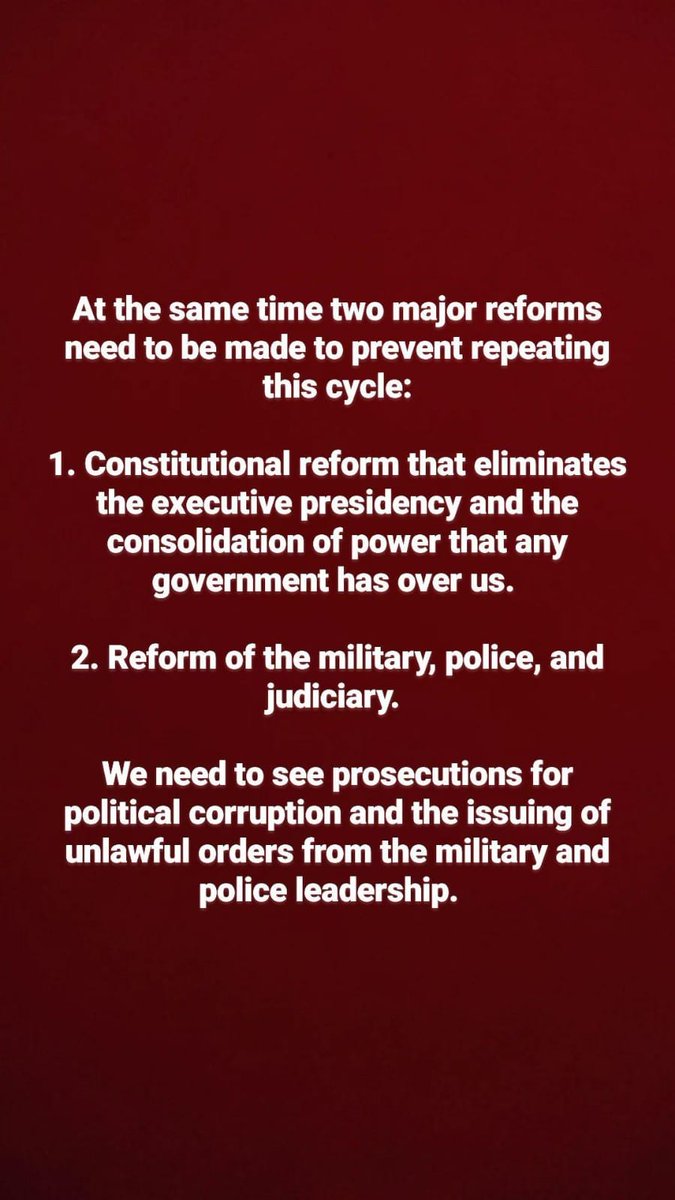 At the same time two major reforms
need to be made to prevent repeating
this cycle:
1. Constitutional reform that eliminates
the executive presidency and the
consolidation of power that any
government has over us.
2. Reform of the military, police, and
judiciary.
We need to see prosecutions for
political corruption and the issuing of
unlawful orders from the military and
police leadership.